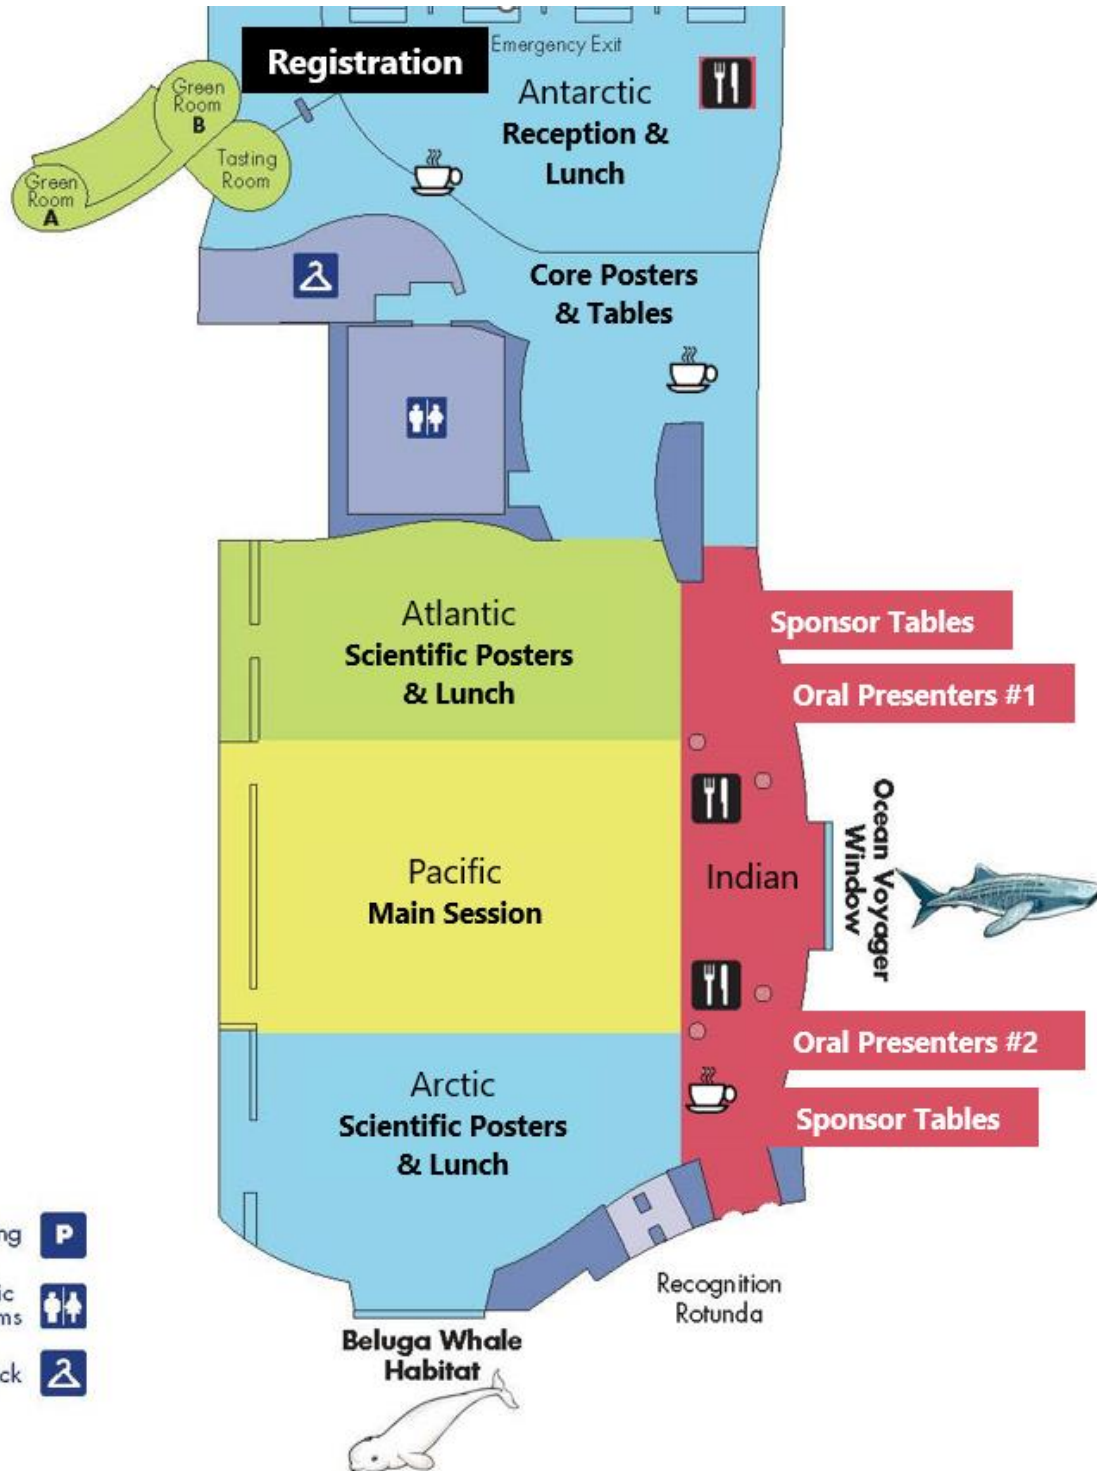 Emergency Exit
Registration
Antarctic
Reception &
Lunch
Green
Room
B
Tasting
Room
Green
Room
A
Core Posters
& Tables
Atlantic
Scientific Posters
& Lunch
Sponsor Tables
Oral Presenters #1
Pacific
Main Session
Indian
Ocean Voyager
Window
Oral Presenters #2
Sponsor Tables
Arctic
Scientific Posters
& Lunch
Recognition
Rotunda
Beluga Whale
Habitat
P